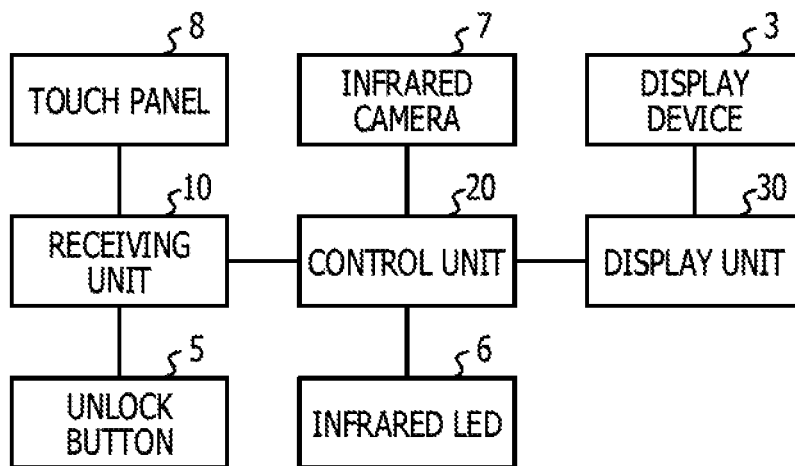 8
TOUCH PANEL
7
INFRARED
CAMERA
3
DISPLAY
DEVICE
10
RECEIVING
UNIT
20
CONTROL UNIT
30
DISPLAY UNIT
5
UNLOCK
BUTTON
6
INFRARED LED